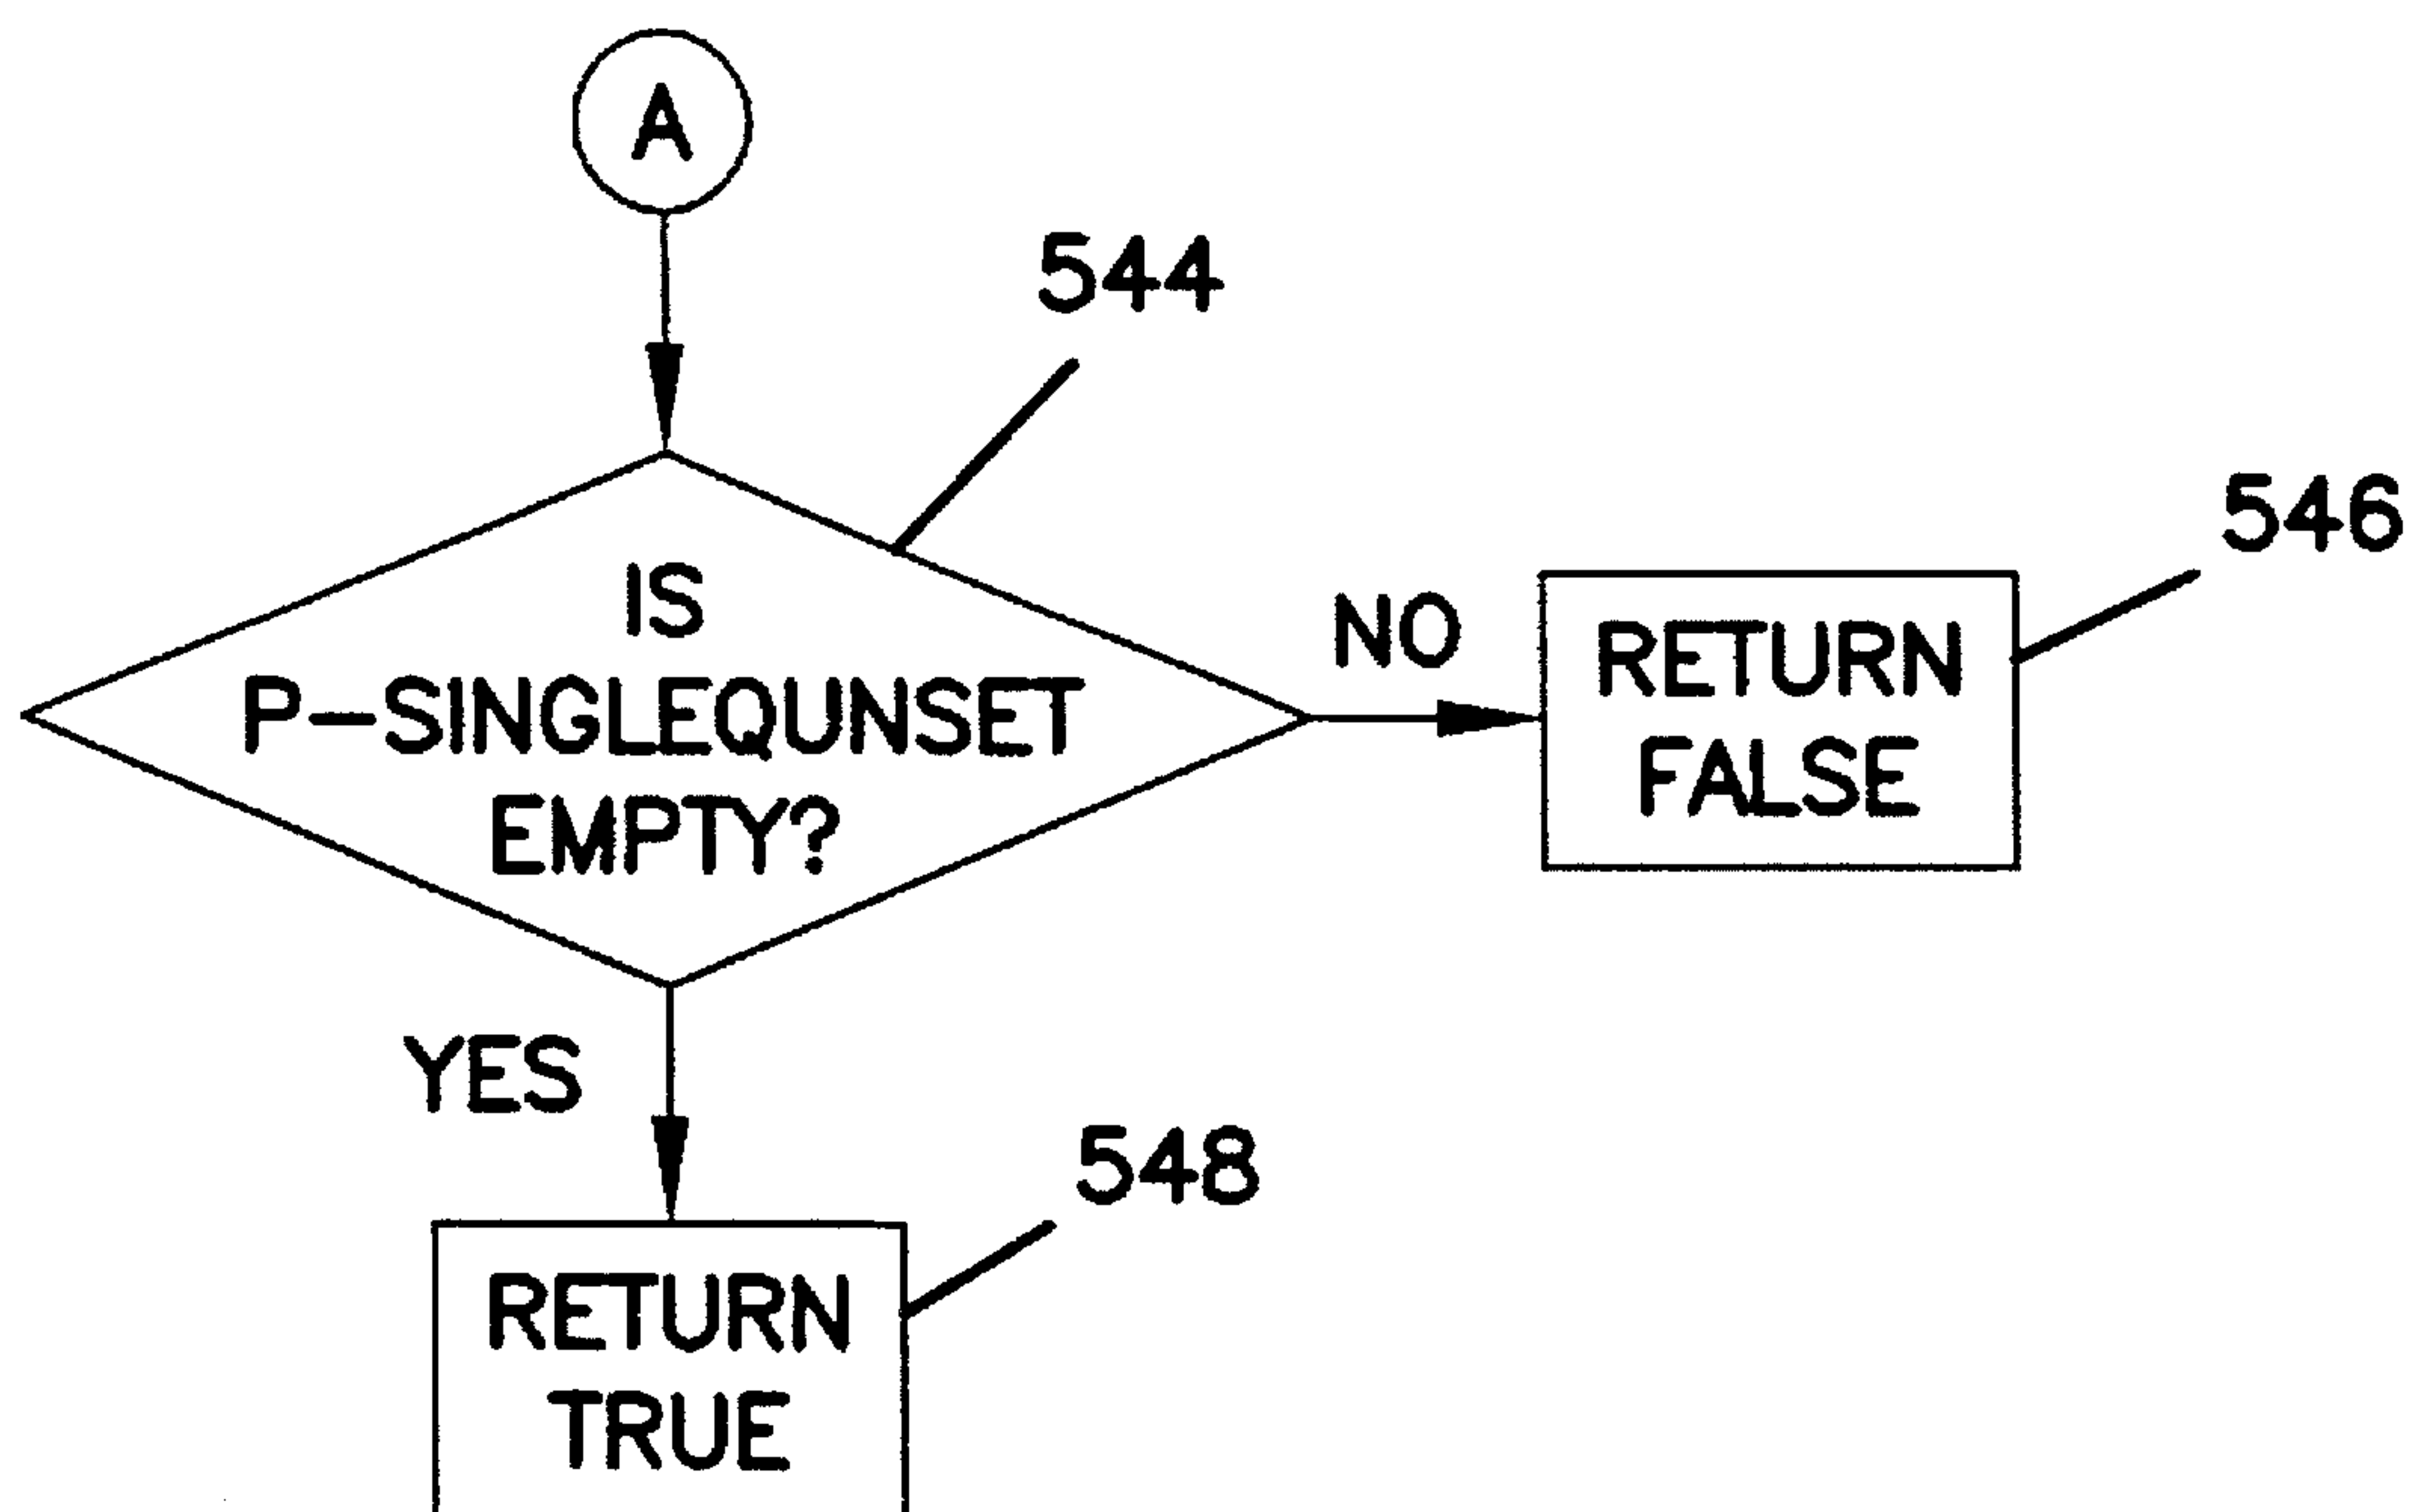 A
544
IS
P-SINGLEQUNSET
EMPTY?
NO
546
RETURN
FALSE
YES
548
RETURN
TRUE